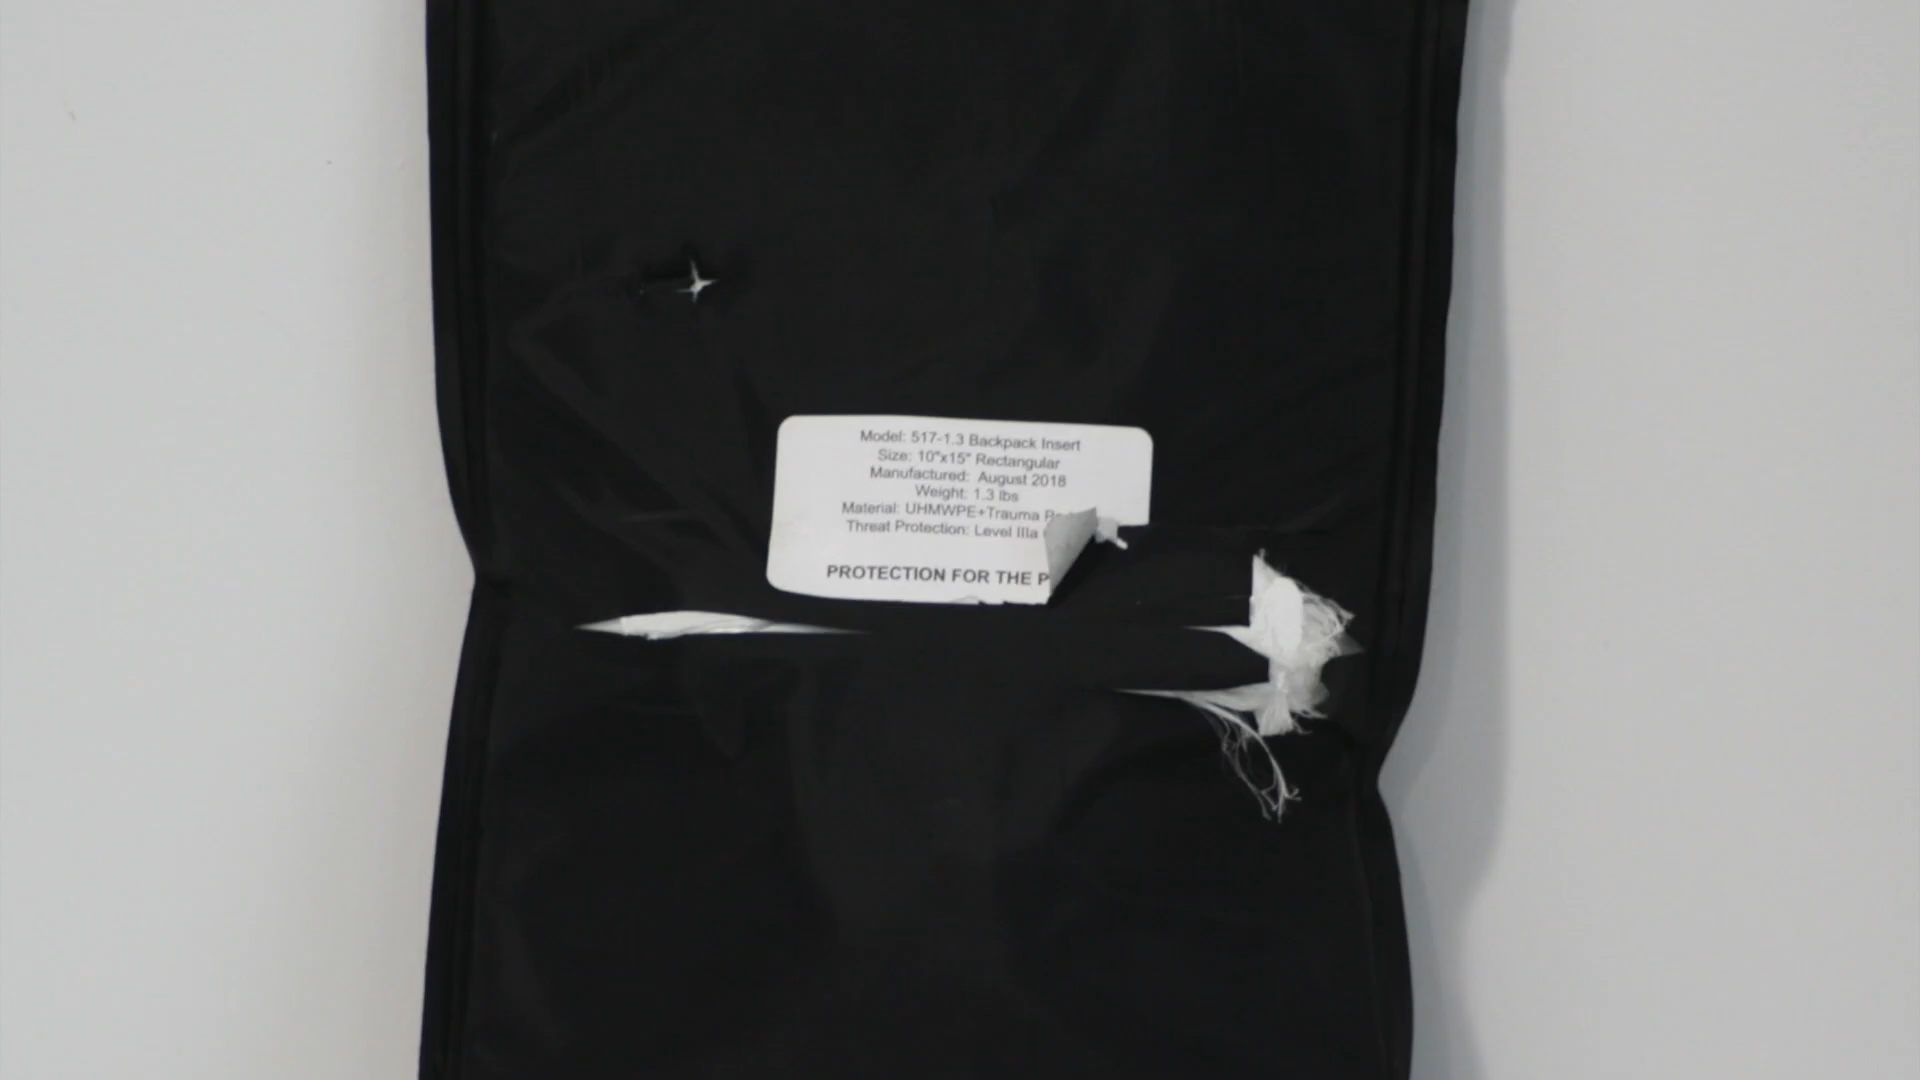 Model: 517-1.3 Backpack Insert
Size: 10"x15" Rectangular
Manufactured: August 2018
Weight: 1.3 lbs
Material: UHMWPE+Trauma
Threat Protection: Level IIIa
PROTECTION FOR THE